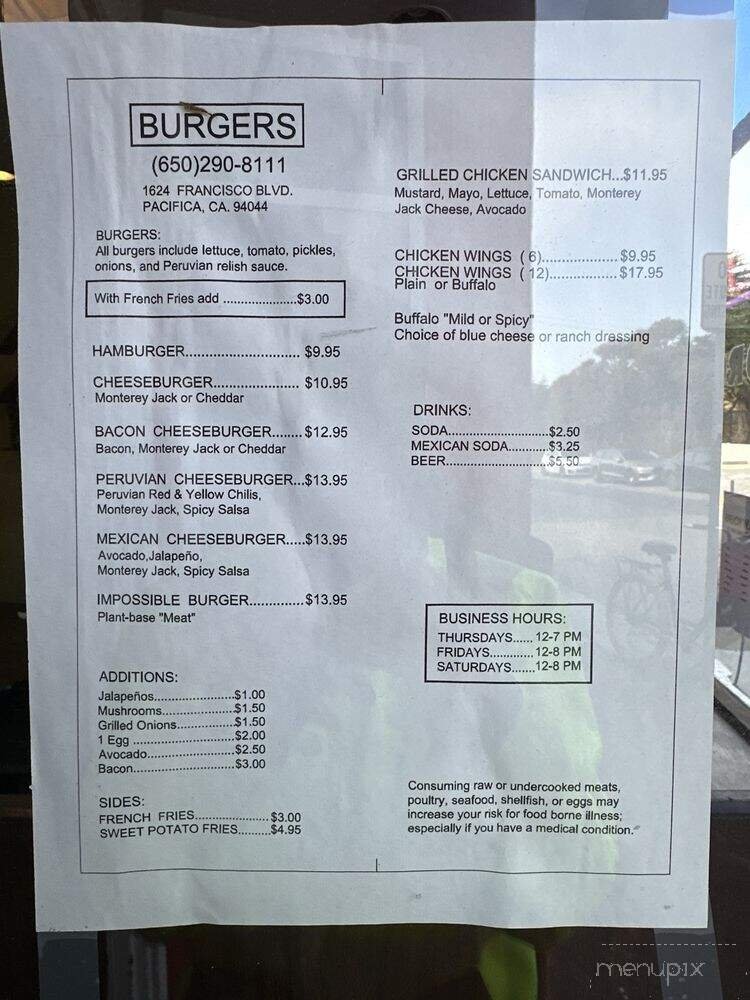 BURGERS
(650)290-8111
1624 FRANCISCO BLVD.
PACIFICA, CA. 94044
BURGERS:
All burgers include lettuce, tomato, pickles,
onions, and Peruvian relish sauce.
With French Fries add .....................$3.00
HAMBURGER............................. $9.95
CHEESEBURGER...................... $10.95
Monterey Jack or Cheddar
BACON CHEESEBURGER........$12.95
Bacon, Monterey Jack or Cheddar
PERUVIAN CHEESEBURGER...$13.95
Peruvian Red & Yellow Chilis,
Monterey Jack, Spicy Salsa
MEXICAN CHEESEBURGER.....$13.95
Avocado,Jalapeño,
Monterey Jack, Spicy Salsa
IMPOSSIBLE BURGER..............$13.95
Plant-base "Meat"
ADDITIONS:
Jalapeños.......................$1.00
Mushrooms.....................$1.50
Grilled Onions.................$1.50
1 Egg .............................$2.00
Avocado.........................$2.50
Bacon.............................$3.00
SIDES:
FRENCH FRIES......................$3.00
SWEET POTATO FRIES..........$4.95
GRILLED CHICKEN SANDWICH...$11.95
Mustard, Mayo, Lettuce, Tomato, Monterey
Jack Cheese, Avocado
CHICKEN WINGS ( 6)...................$9.95
CHICKEN WINGS ( 12).................$17.95
Plain or Buffalo
Buffalo "Mild or Spicy"
Choice of blue cheese or ranch dressing
DRINKS:
SODA............................$2.50
MEXICAN SODA...........$3.25
BEER.............................$5.50
BUSINESS HOURS:
THURSDAYS...... 12-7 PM
FRIDAYS.............12-8 PM
SATURDAYS.......12-8 PM
Consuming raw or undercooked meats,
poultry, seafood, shellfish, or eggs may
increase your risk for food borne illness;
especially if you have a medical condition.
menupix